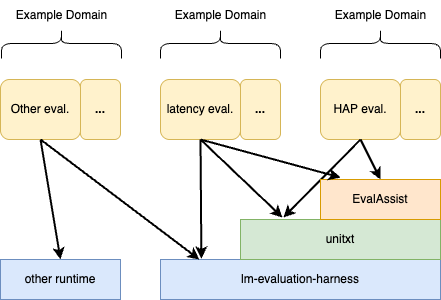 Example Domain
Example Domain
Example Domain
Other eval.
...
latency eval.
...
HAP eval.
...
EvalAssist
unitxt
other runtime
lm-evaluation-harness